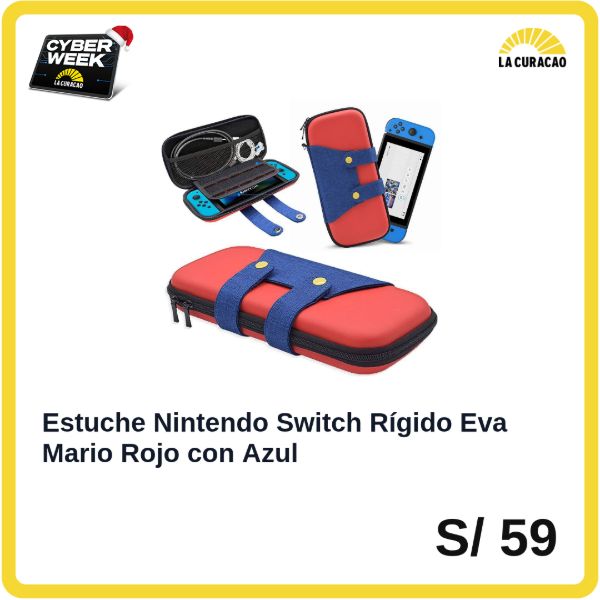 CYBER
WEEK
LA CURACAO
LA CURACAO
Estuche Nintendo Switch Rígido Eva
Mario Rojo con Azul
S/ 59